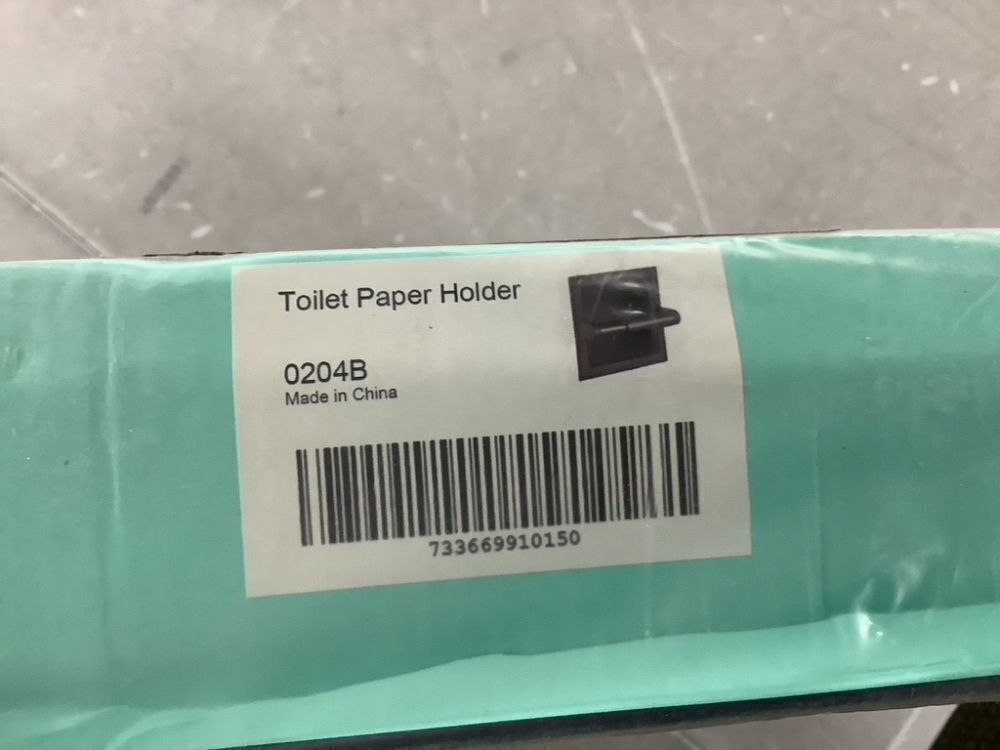 Toilet Paper Holder
0204B
Made in China
733669910150